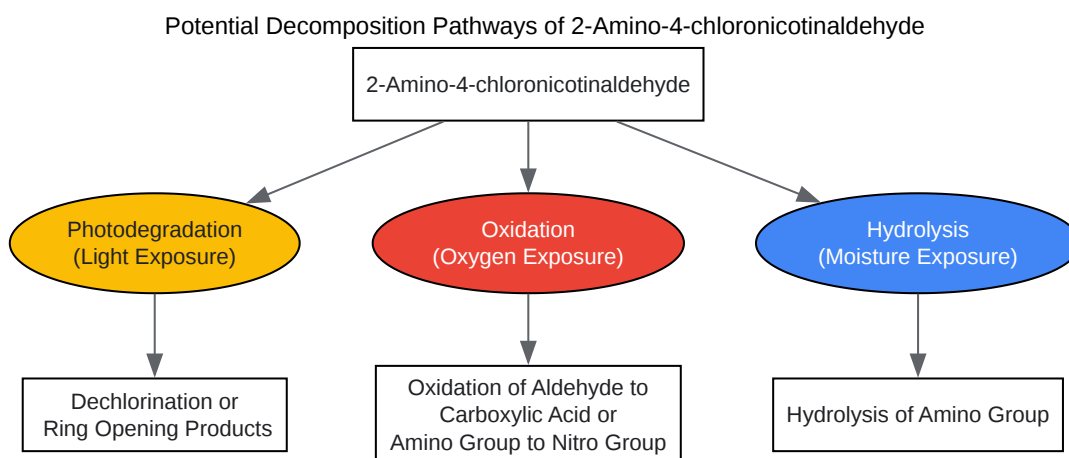 Potential Decomposition Pathways of 2-Amino-4-chloronicotinaldehyde
2-Amino-4-chloronicotinaldehyde
Photodegradation
(Light Exposure)
Oxidation
(Oxygen Exposure)
Hydrolysis
(Moisture Exposure)
Dechlorination or
Ring Opening Products
Oxidation of Aldehyde to
Carboxylic Acid or
Amino Group to Nitro Group
Hydrolysis of Amino Group